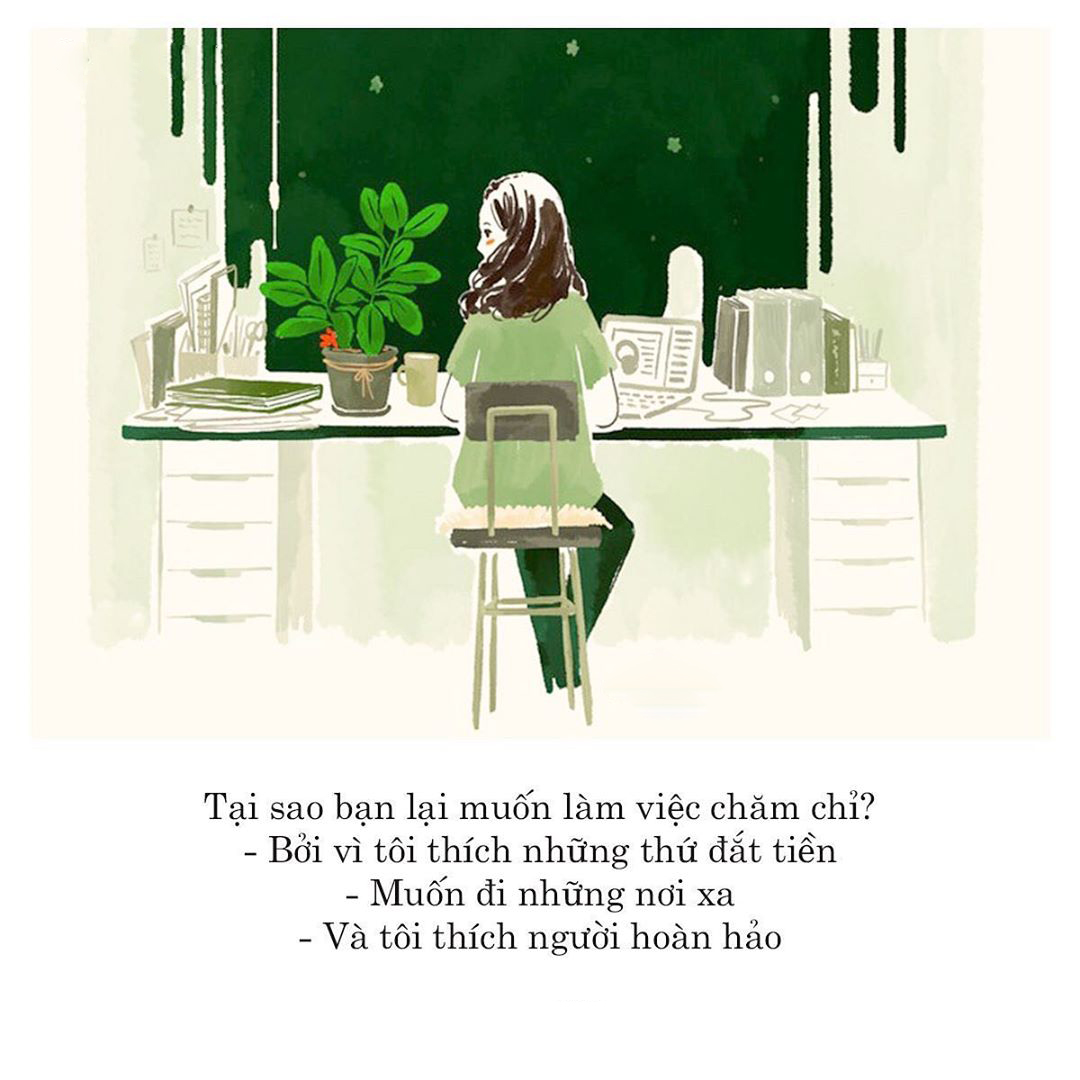 Tại sao bạn lại muốn làm việc chăm chỉ?
- Bởi vì tôi thích những thứ đắt tiền
- Muốn đi những nơi xa
- Và tôi thích người hoàn hảo